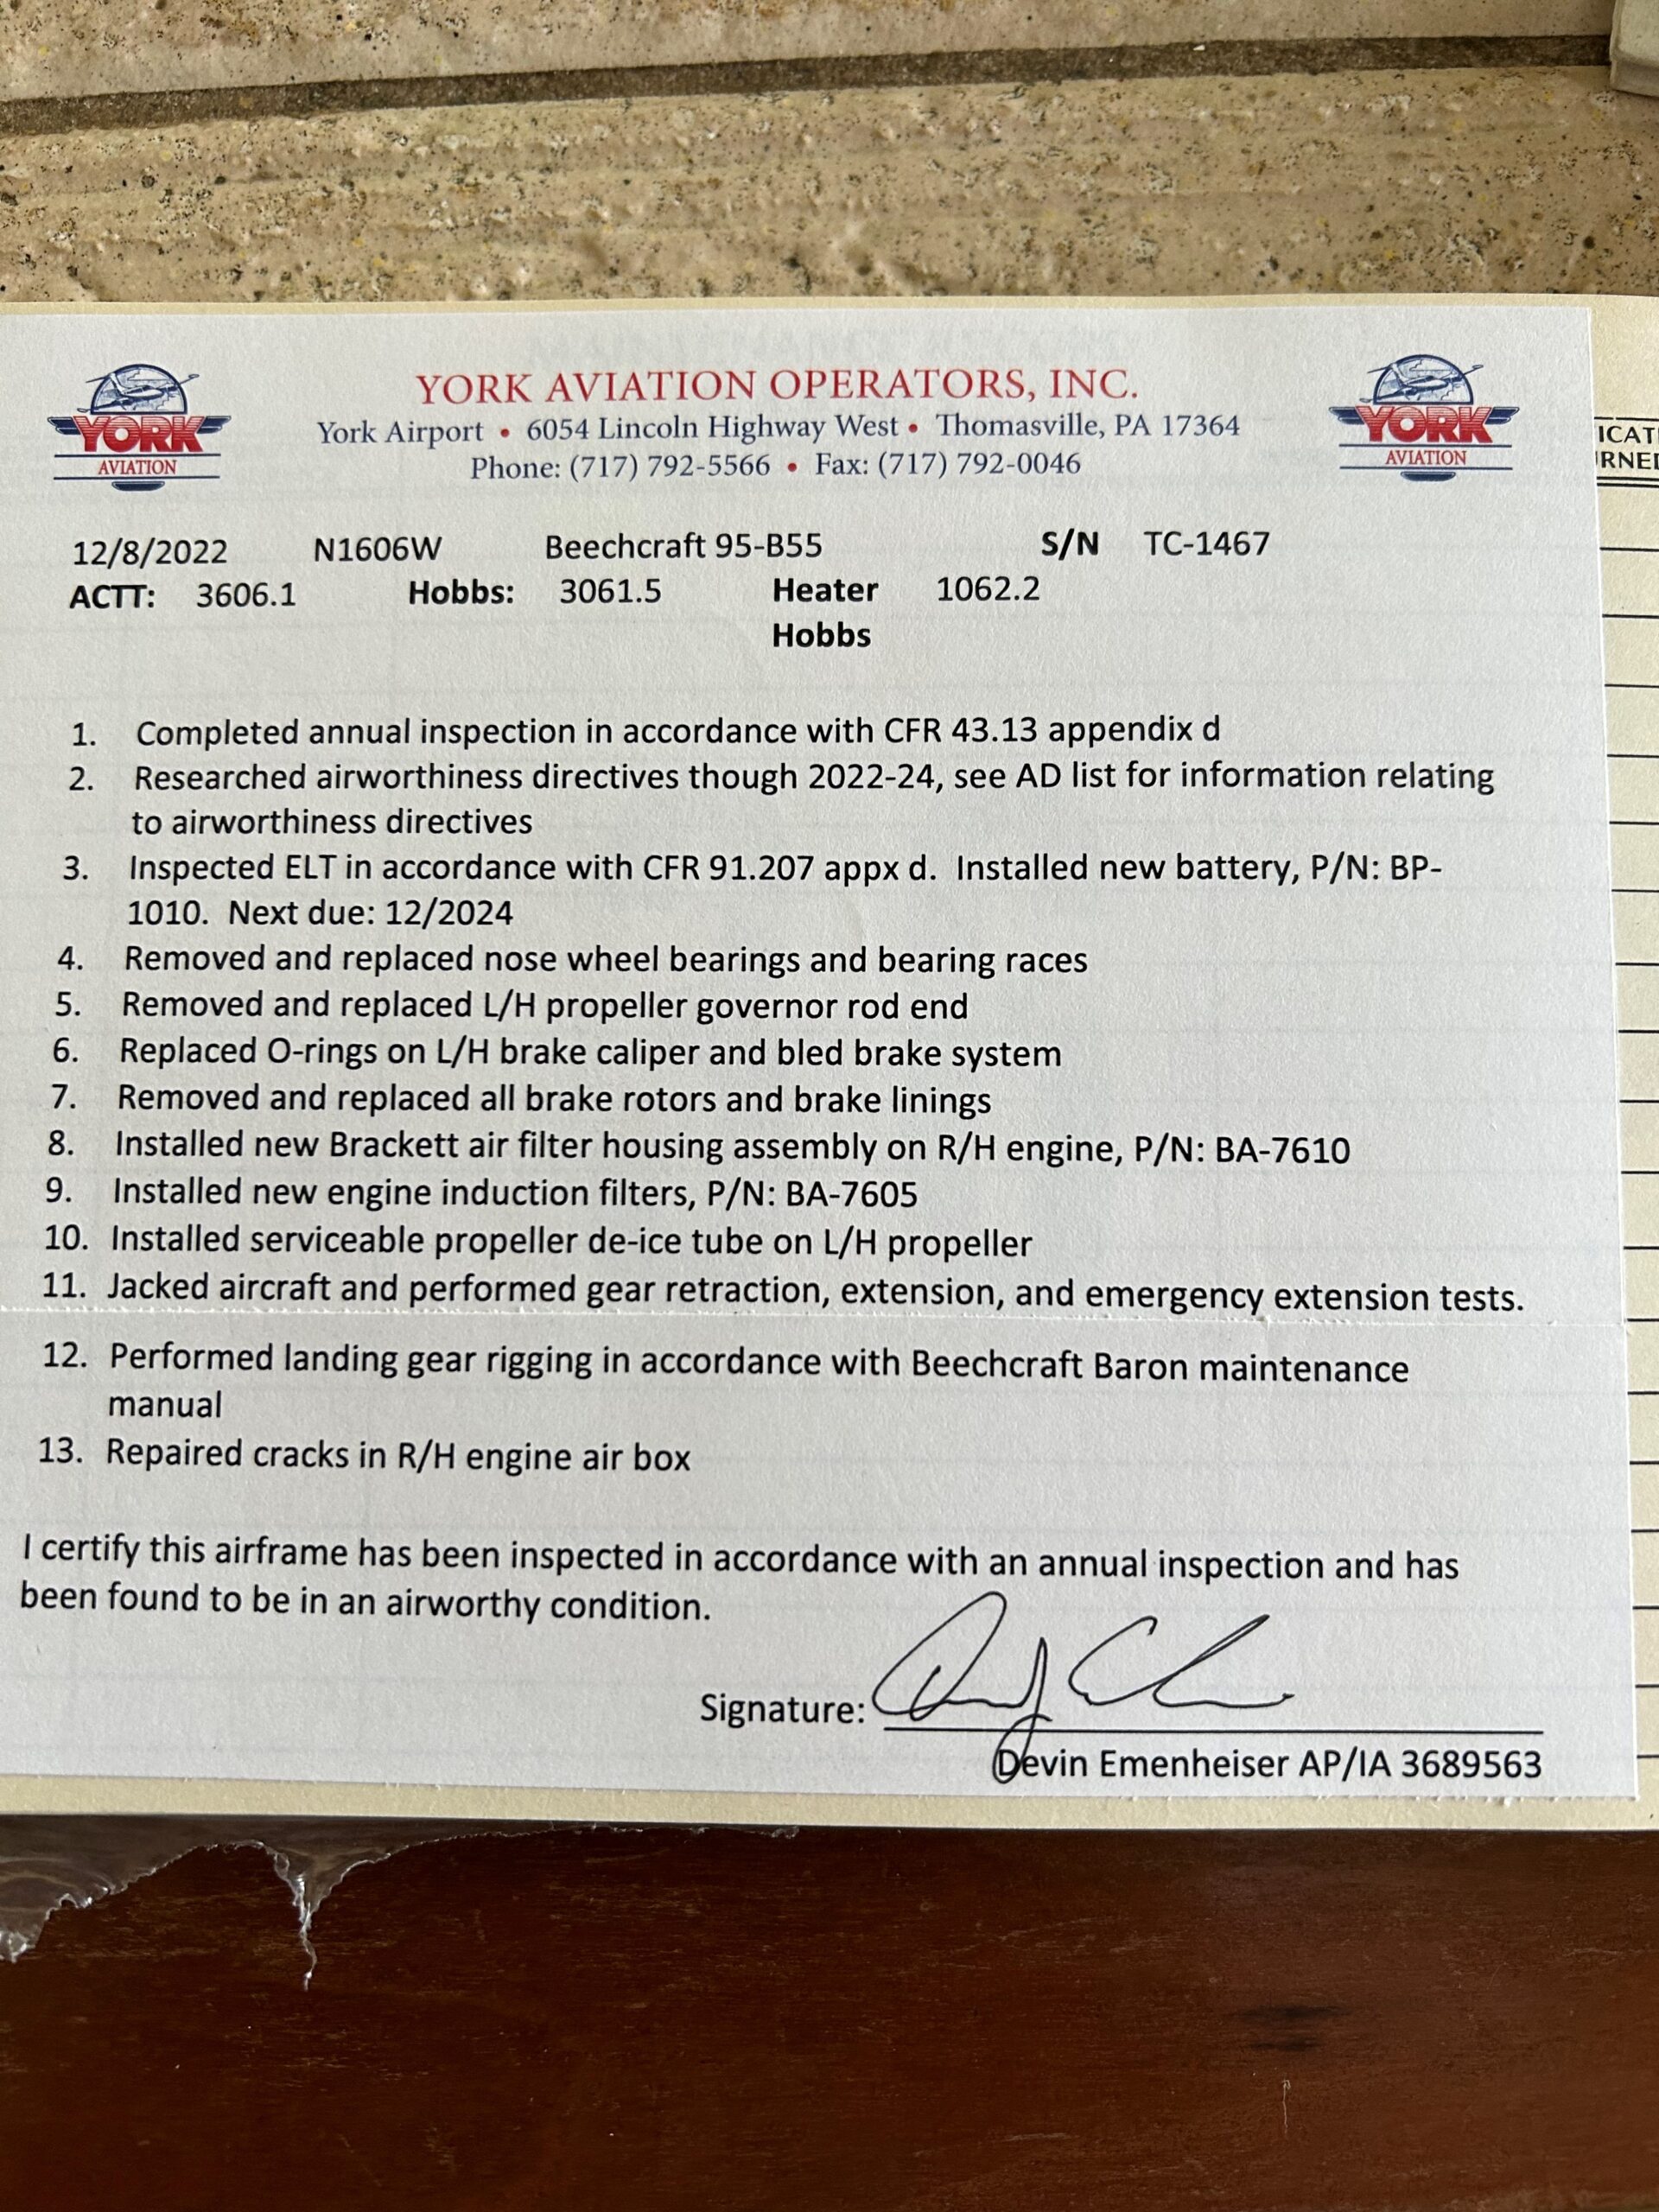 YORK AVIATION OPERATORS, INC.
York Airport • 6054 Lincoln Highway West • Thomasville, PA 17364
Phone: (717) 792-5566 • Fax: (717) 792-0046
YORK
AVIATION
YORK
AVIATION
12/8/2022 N1606W Beechcraft 95-B55 S/N TC-1467
ACTT: 3606.1 Hobbs: 3061.5 Heater 1062.2
Hobbs
1. Completed annual inspection in accordance with CFR 43.13 appendix d
2. Researched airworthiness directives though 2022-24, see AD list for information relating
to airworthiness directives
3. Inspected ELT in accordance with CFR 91.207 appx d. Installed new battery, P/N: BP-
1010. Next due: 12/2024
4. Removed and replaced nose wheel bearings and bearing races
5. Removed and replaced L/H propeller governor rod end
6. Replaced O-rings on L/H brake caliper and bled brake system
7. Removed and replaced all brake rotors and brake linings
8. Installed new Brackett air filter housing assembly on R/H engine, P/N: BA-7610
9. Installed new engine induction filters, P/N: BA-7605
10. Installed serviceable propeller de-ice tube on L/H propeller
11. Jacked aircraft and performed gear retraction, extension, and emergency extension tests.
12. Performed landing gear rigging in accordance with Beechcraft Baron maintenance
manual
13. Repaired cracks in R/H engine air box
I certify this airframe has been inspected in accordance with an annual inspection and has
been found to be in an airworthy condition.
Signature:
Devin Emenheiser AP/IA 3689563